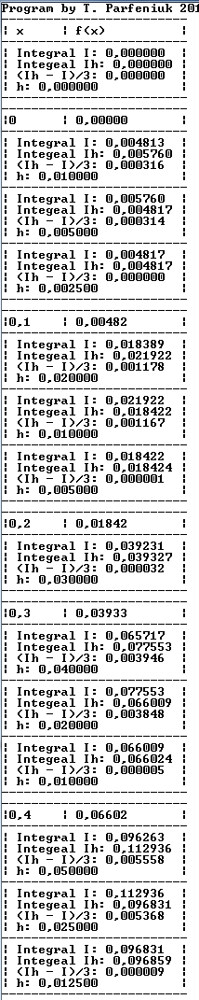 Program by T. Parfeniuk 201
¦ x ¦ f(x) ¦
¦ Integral I: 0,000000 ¦
¦ Integeal Ih: 0,000000 ¦
¦ (Ih - I)/3: 0,000000 ¦
¦ h: 0,000000 ¦
¦0 ¦ 0,00000 ¦
¦ Integral I: 0,004813 ¦
¦ Integeal Ih: 0,005760 ¦
¦ (Ih - I)/3: 0,000316 ¦
¦ h: 0,010000 ¦
¦ Integral I: 0,005760 ¦
¦ Integeal Ih: 0,004817 ¦
¦ (Ih - I)/3: 0,000314 ¦
¦ h: 0,005000 ¦
¦ Integral I: 0,004817 ¦
¦ Integeal Ih: 0,004817 ¦
¦ (Ih - I)/3: 0,000000 ¦
¦ h: 0,002500 ¦
¦0,1 ¦ 0,00482 ¦
¦ Integral I: 0,018389 ¦
¦ Integeal Ih: 0,021922 ¦
¦ (Ih - I)/3: 0,001178 ¦
¦ h: 0,020000 ¦
¦ Integral I: 0,021922 ¦
¦ Integeal Ih: 0,018422 ¦
¦ (Ih - I)/3: 0,001167 ¦
¦ h: 0,010000 ¦
¦ Integral I: 0,018422 ¦
¦ Integeal Ih: 0,018424 ¦
¦ (Ih - I)/3: 0,000001 ¦
¦ h: 0,005000 ¦
¦0,2 ¦ 0,01842 ¦
¦ Integral I: 0,039231 ¦
¦ Integeal Ih: 0,039327 ¦
¦ (Ih - I)/3: 0,000032 ¦
¦ h: 0,030000 ¦
¦0,3 ¦ 0,03933 ¦
¦ Integral I: 0,065717 ¦
¦ Integeal Ih: 0,077553 ¦
¦ (Ih - I)/3: 0,003946 ¦
¦ h: 0,040000 ¦
¦ Integral I: 0,077553 ¦
¦ Integeal Ih: 0,066009 ¦
¦ (Ih - I)/3: 0,003848 ¦
¦ h: 0,020000 ¦
¦ Integral I: 0,066009 ¦
¦ Integeal Ih: 0,066024 ¦
¦ (Ih - I)/3: 0,000005 ¦
¦ h: 0,010000 ¦
¦0,4 ¦ 0,06602 ¦
¦ Integral I: 0,096263 ¦
¦ Integeal Ih: 0,112936 ¦
¦ (Ih - I)/3: 0,005558 ¦
¦ h: 0,050000 ¦
¦ Integral I: 0,112936 ¦
¦ Integeal Ih: 0,096831 ¦
¦ (Ih - I)/3: 0,005368 ¦
¦ h: 0,025000 ¦
¦ Integral I: 0,096831 ¦
¦ Integeal Ih: 0,096859 ¦
¦ (Ih - I)/3: 0,000009 ¦
¦ h: 0,012500 ¦